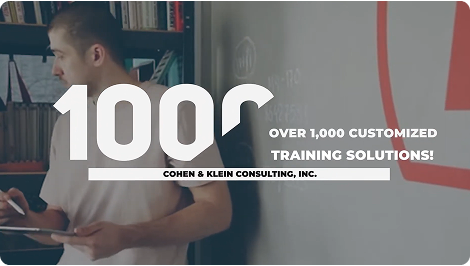 1000
OVER 1,000 CUSTOMIZED
TRAINING SOLUTIONS!
COHEN & KLEIN CONSULTING, INC.